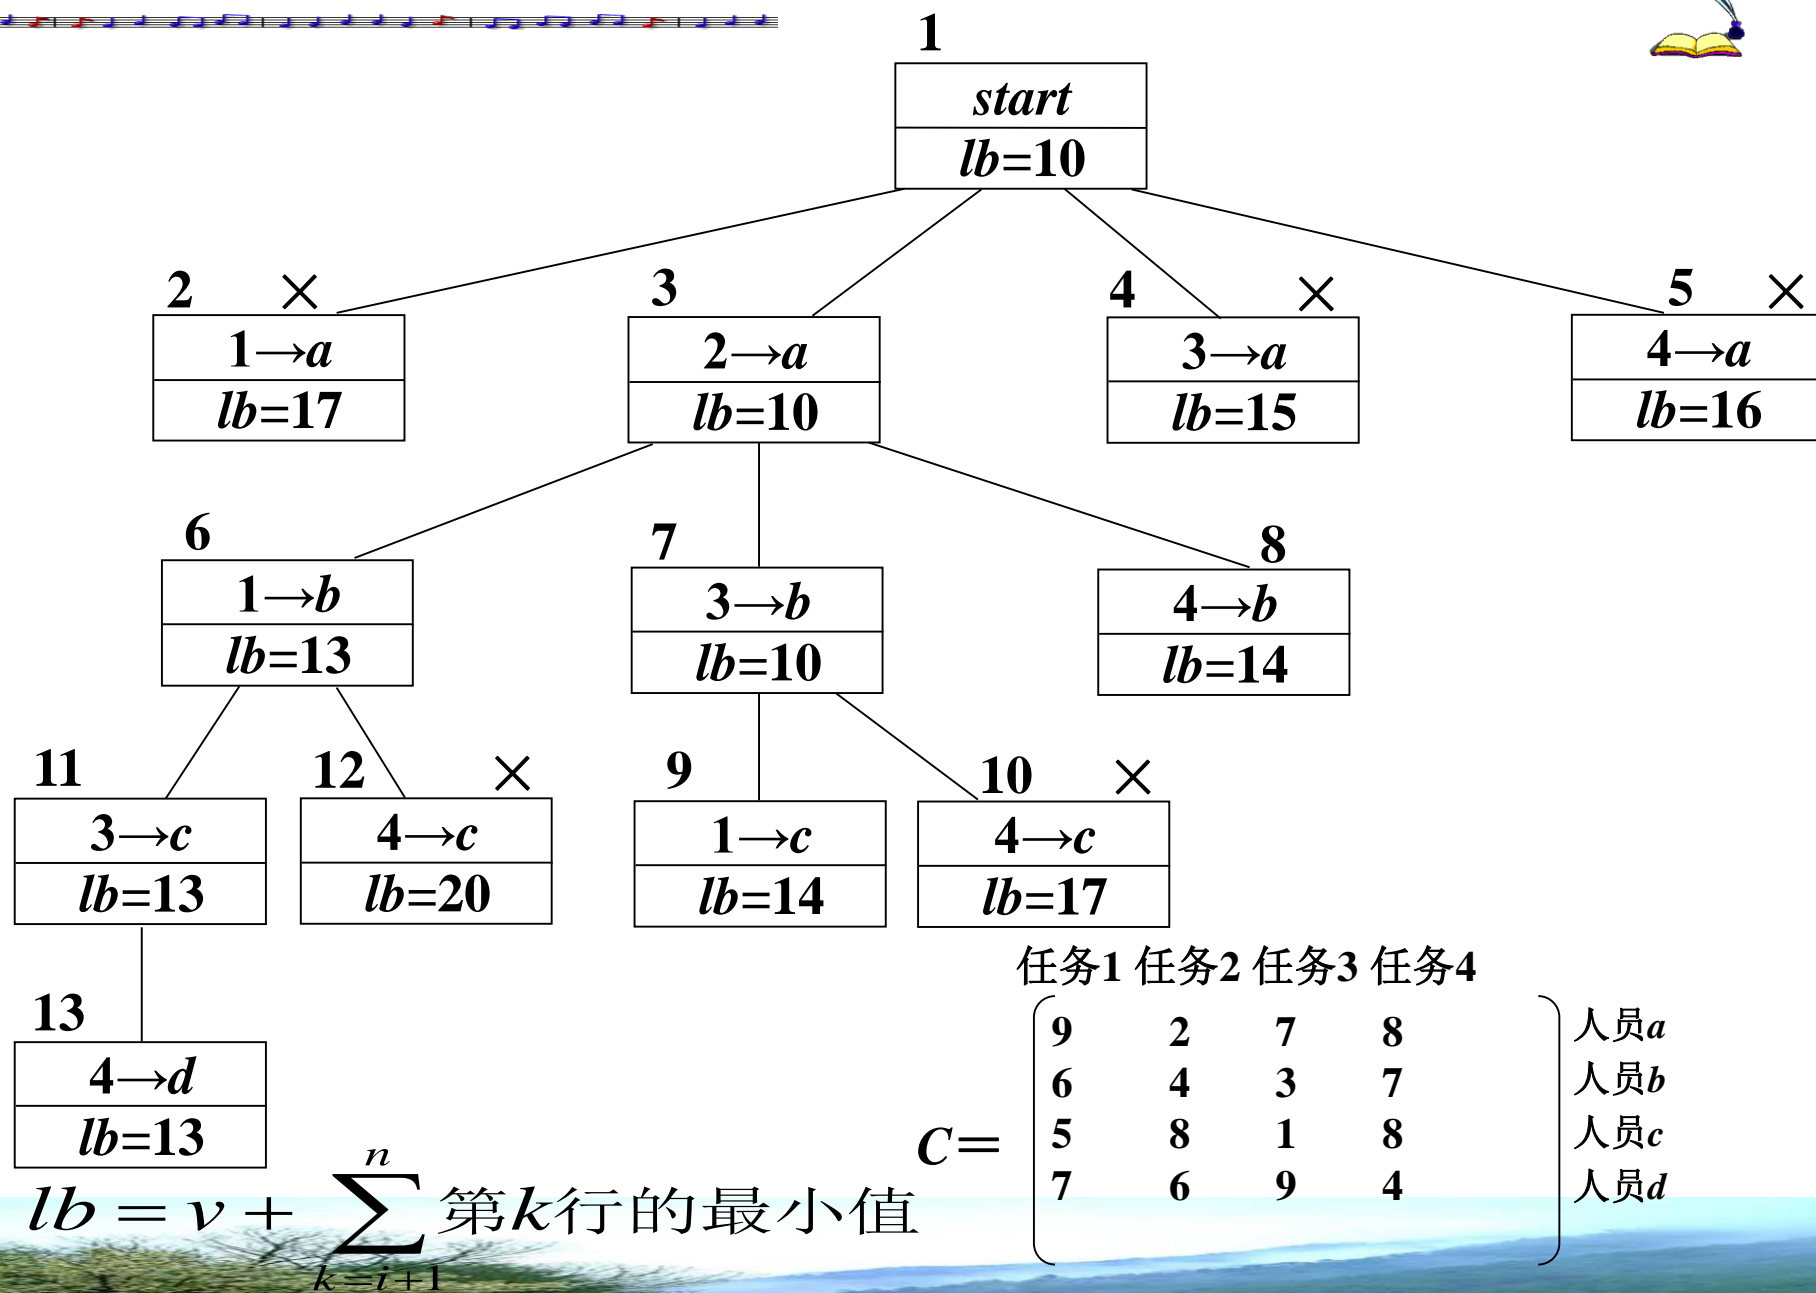 1
start
lb=10
2 × 3 4 × 5 ×
1→a 2→a 3→a 4→a
lb=17 lb=10 lb=15 lb=16
6 7 8
1→b 3→b 4→b
lb=13 lb=10 lb=14
11 12 × 9 10 ×
3→c 4→c 1→c 4→c
lb=13 lb=20 lb=14 lb=17
13
4→d
lb=13
任务1 任务2 任务3 任务4
9 2 7 8 人员a
6 4 3 7 人员b
C= 5 8 1 8 人员c
7 6 9 4 人员d
lb = v + ∑ 第k行的最小值
n
k=i+1